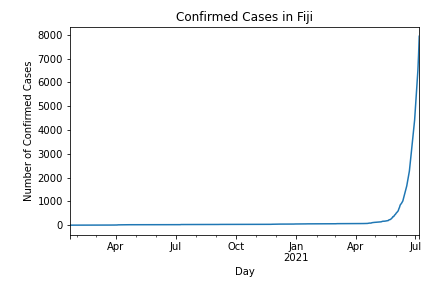 Confirmed Cases in Fiji
Number of Confirmed Cases
8000
7000
6000
5000
4000
3000
2000
1000
0
Apr Jul Oct Jan Apr Jul
2021
Day